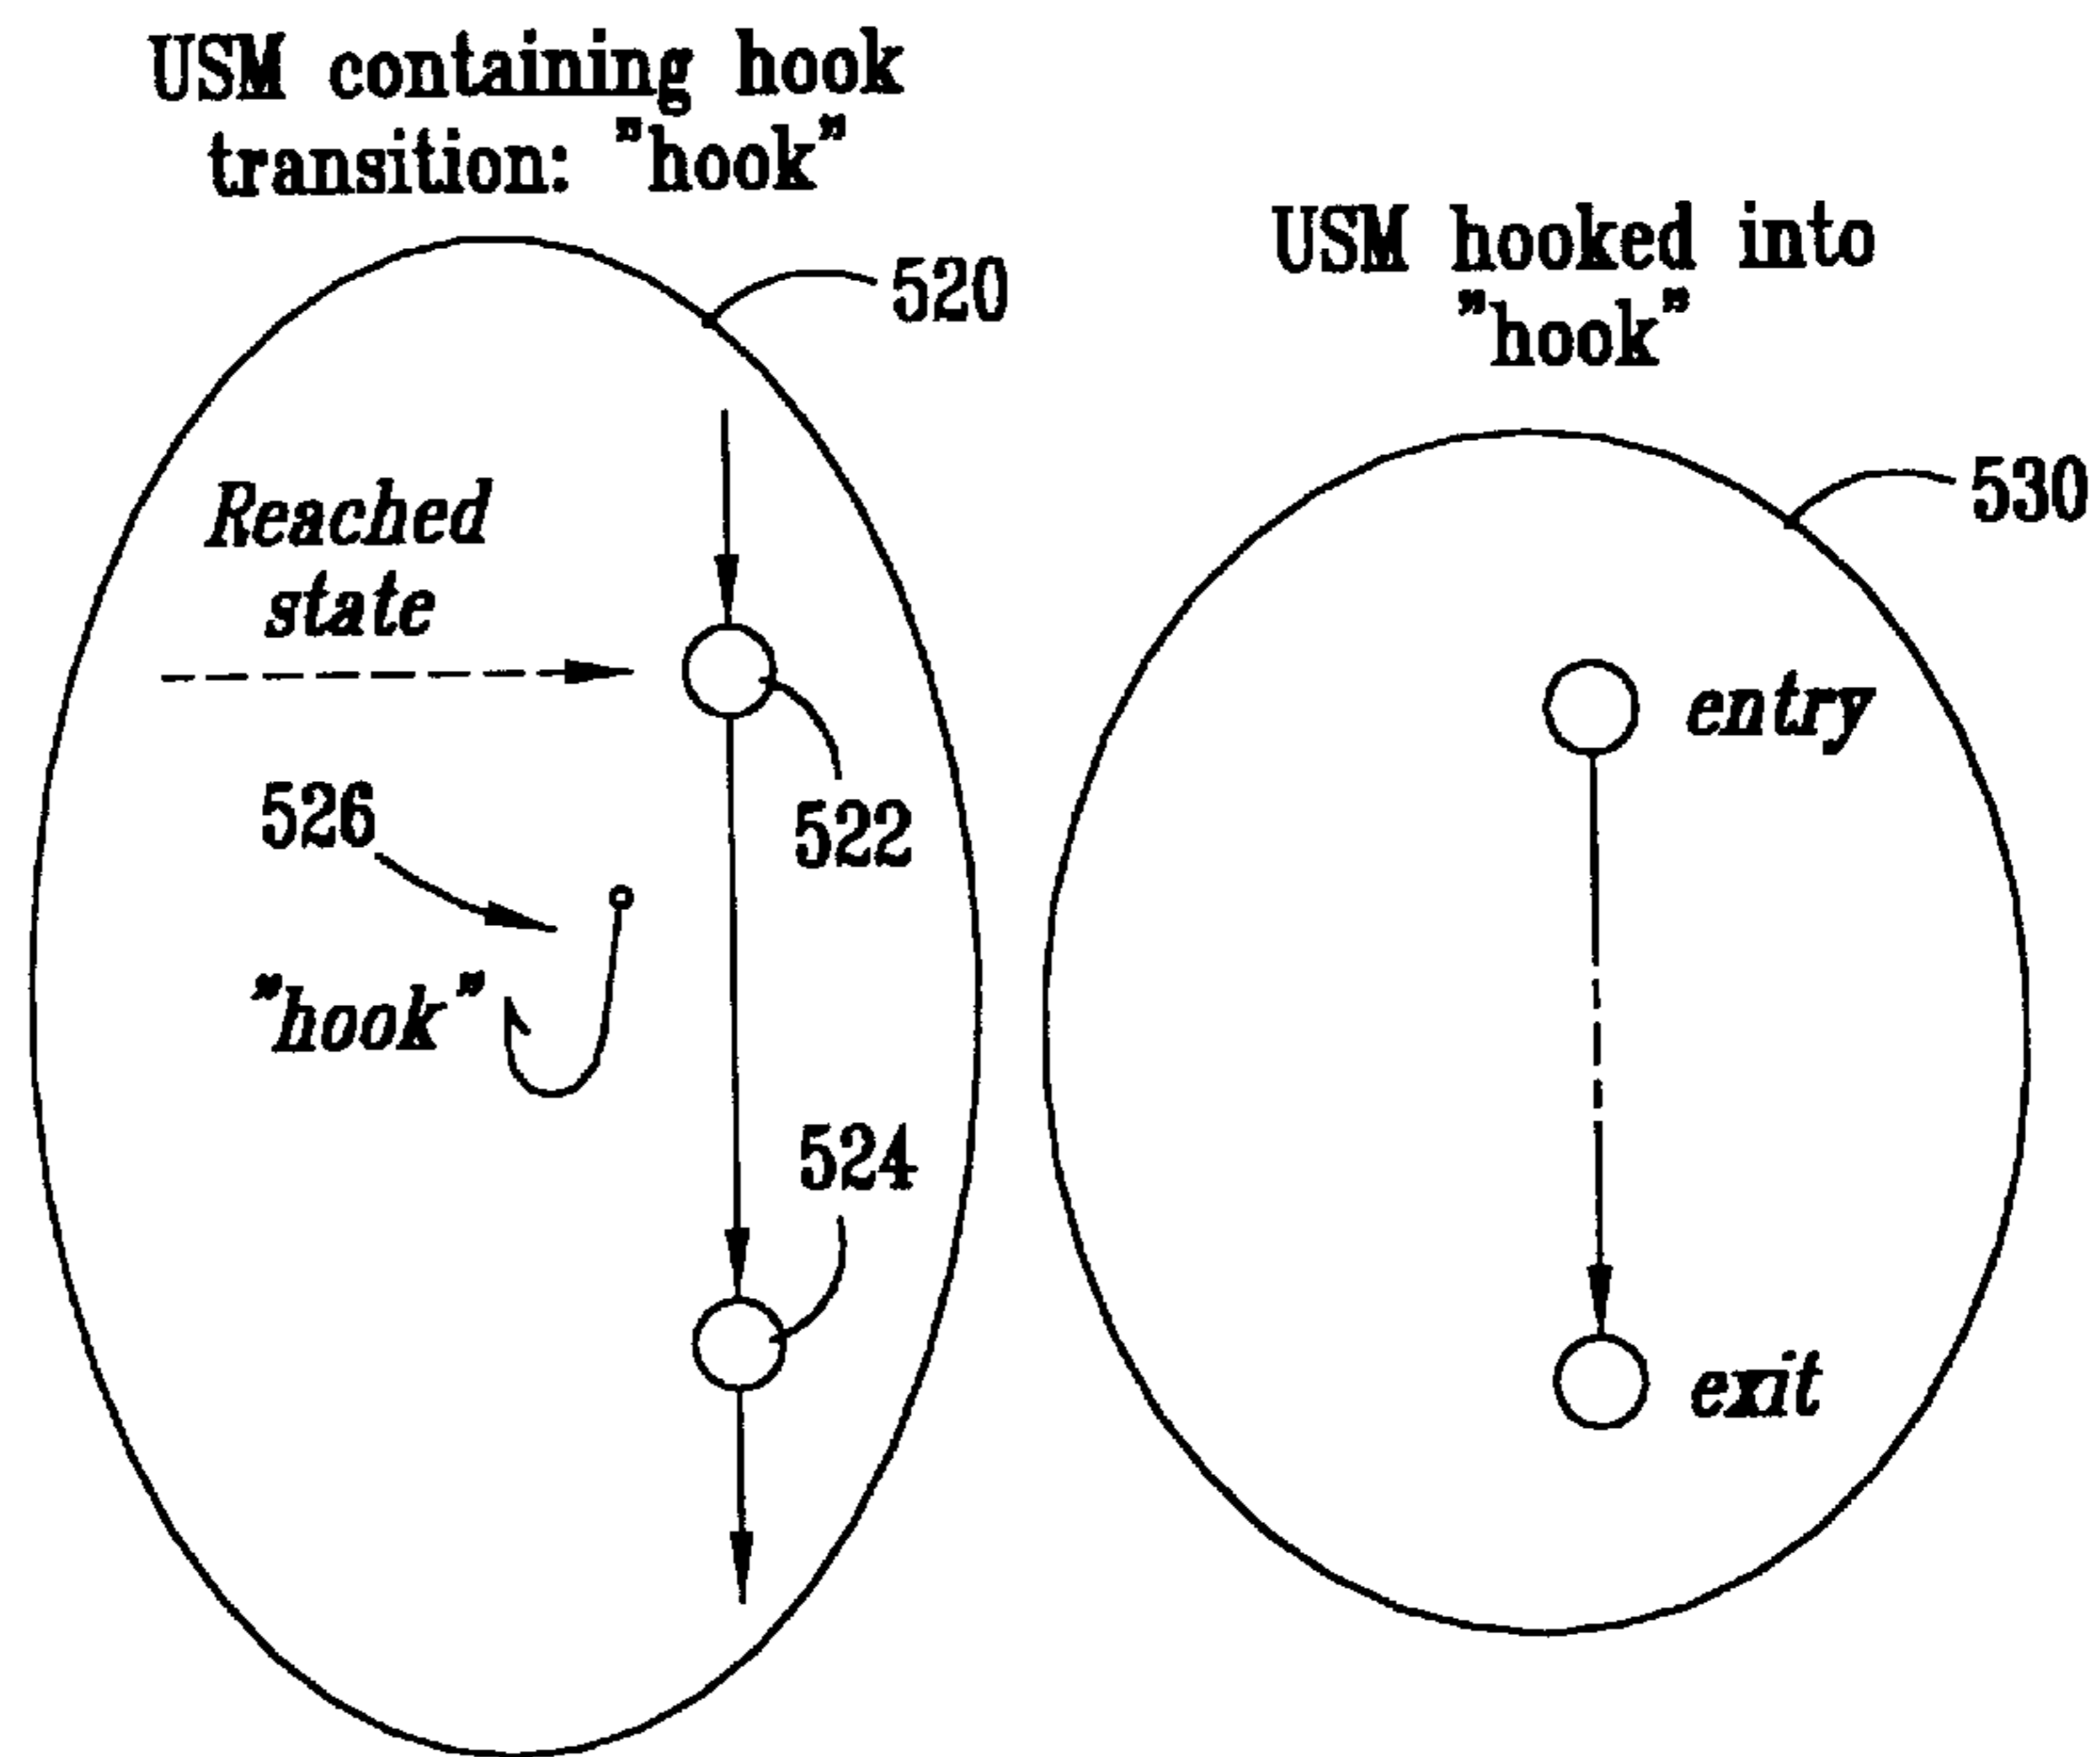 USM containing hook
transition: "hook"
520
Reached
state
522
526
"hook"
524
USM hooked into
"hook"
530
entry
exit